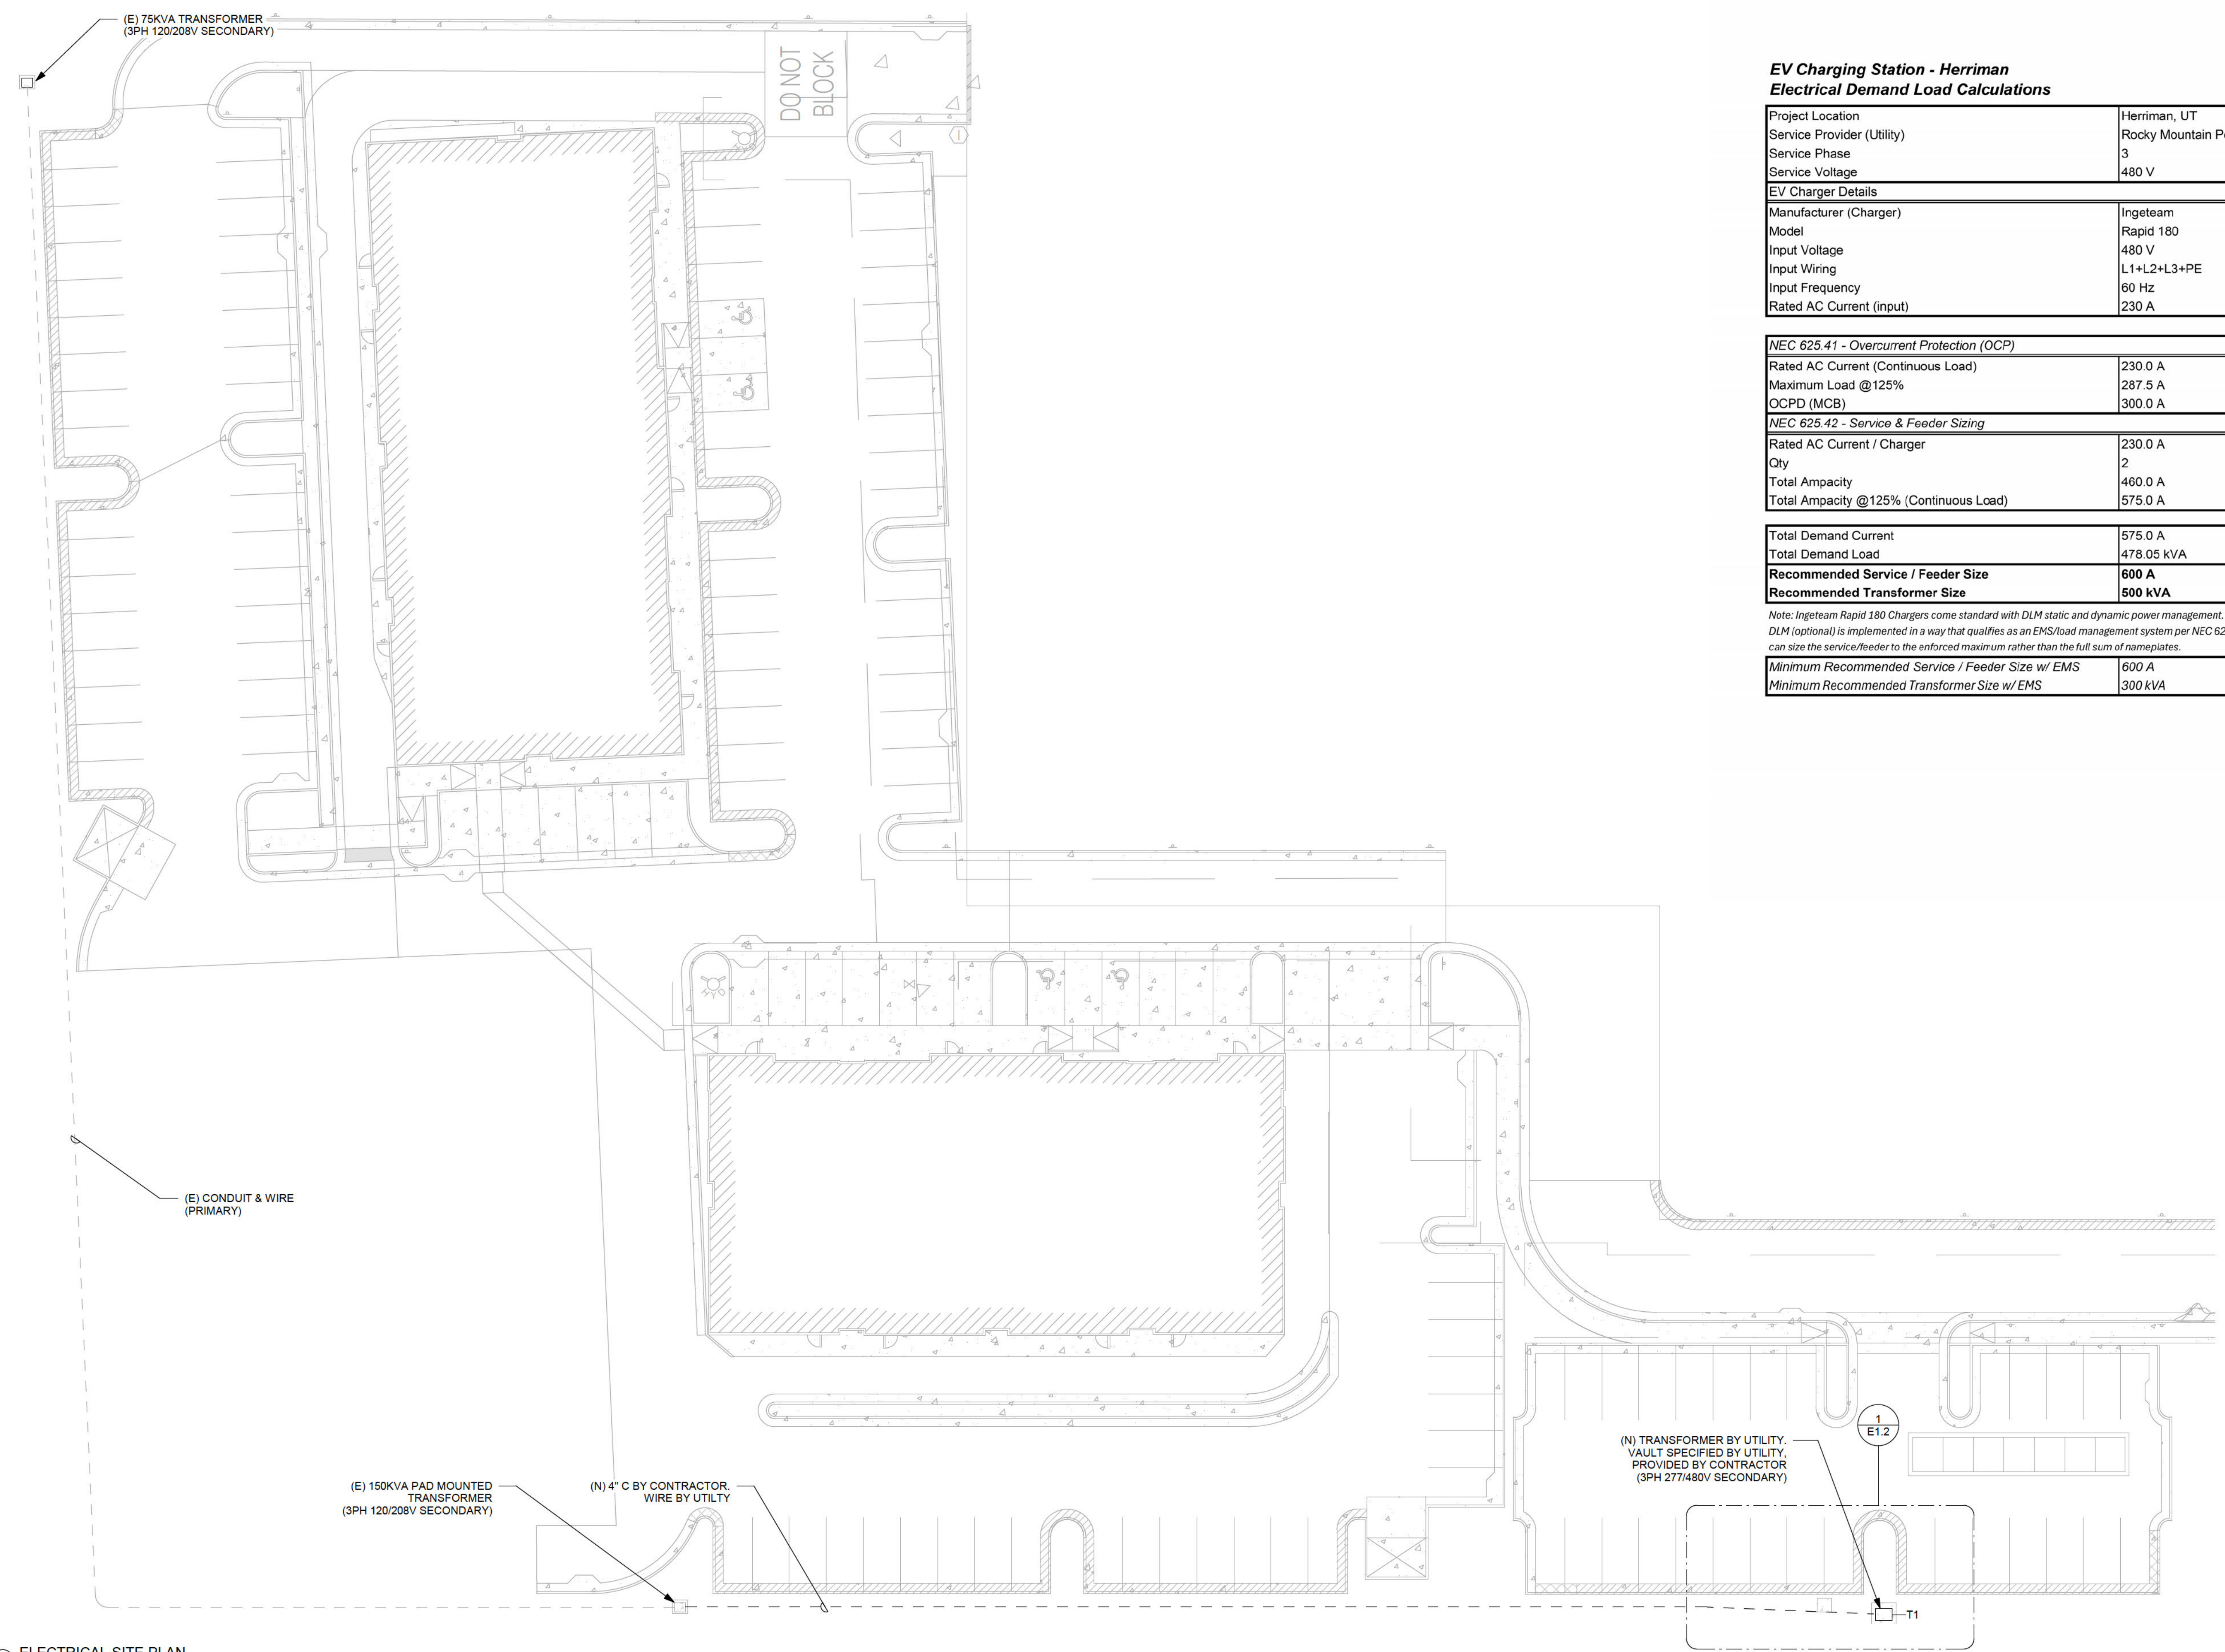 (E) 75KVA TRANSFORMER
(3PH 120/208V SECONDARY)
DO NOT
BLOCK
EV Charging Station - Herriman
Electrical Demand Load Calculations
Project Location Herriman, UT
Service Provider (Utility) Rocky Mountain
Service Phase 3
Service Voltage 480 V
EV Charger Details
Manufacturer (Charger) Ingeteam
Model Rapid 180
Input Voltage 480 V
Input Wiring L1+L2+L3+PE
Input Frequency 60 Hz
Rated AC Current (input) 230 A
NEC 625.41 - Overcurrent Protection (OCP)
Rated AC Current (Continuous Load) 230.0 A
Maximum Load @125% 287.5 A
OCPD (MCB) 300.0 A
NEC 625.42 - Service & Feeder Sizing
Rated AC Current / Charger 230.0 A
Qty 2
Total Ampacity 460.0 A
Total Ampacity @125% (Continuous Load) 575.0 A
Total Demand Current 575.0 A
Total Demand Load 478.05 kVA
Recommended Service / Feeder Size 600 A
Recommended Transformer Size 500 kVA
Note: Ingeteam Rapid 180 Chargers come standard with DLM static and dynamic power management.
DLM (optional) is implemented in a way that qualifies as an EMS/load management system per NEC 62
can size the service/feeder to the enforced maximum rather than the full sum of nameplates.
Minimum Recommended Service / Feeder Size w/ EMS 600 A
Minimum Recommended Transformer Size w/ EMS 300 kVA
(E) CONDUIT & WIRE
(PRIMARY)
(E) 150KVA PAD MOUNTED
TRANSFORMER
(3PH 120/208V SECONDARY)
(N) 4" C BY CONTRACTOR.
WIRE BY UTILTY
(N) TRANSFORMER BY UTILITY.
VAULT SPECIFIED BY UTILITY,
PROVIDED BY CONTRACTOR
(3PH 277/480V SECONDARY)
1
E1.2
T1
ELECTRICAL SITE PLAN